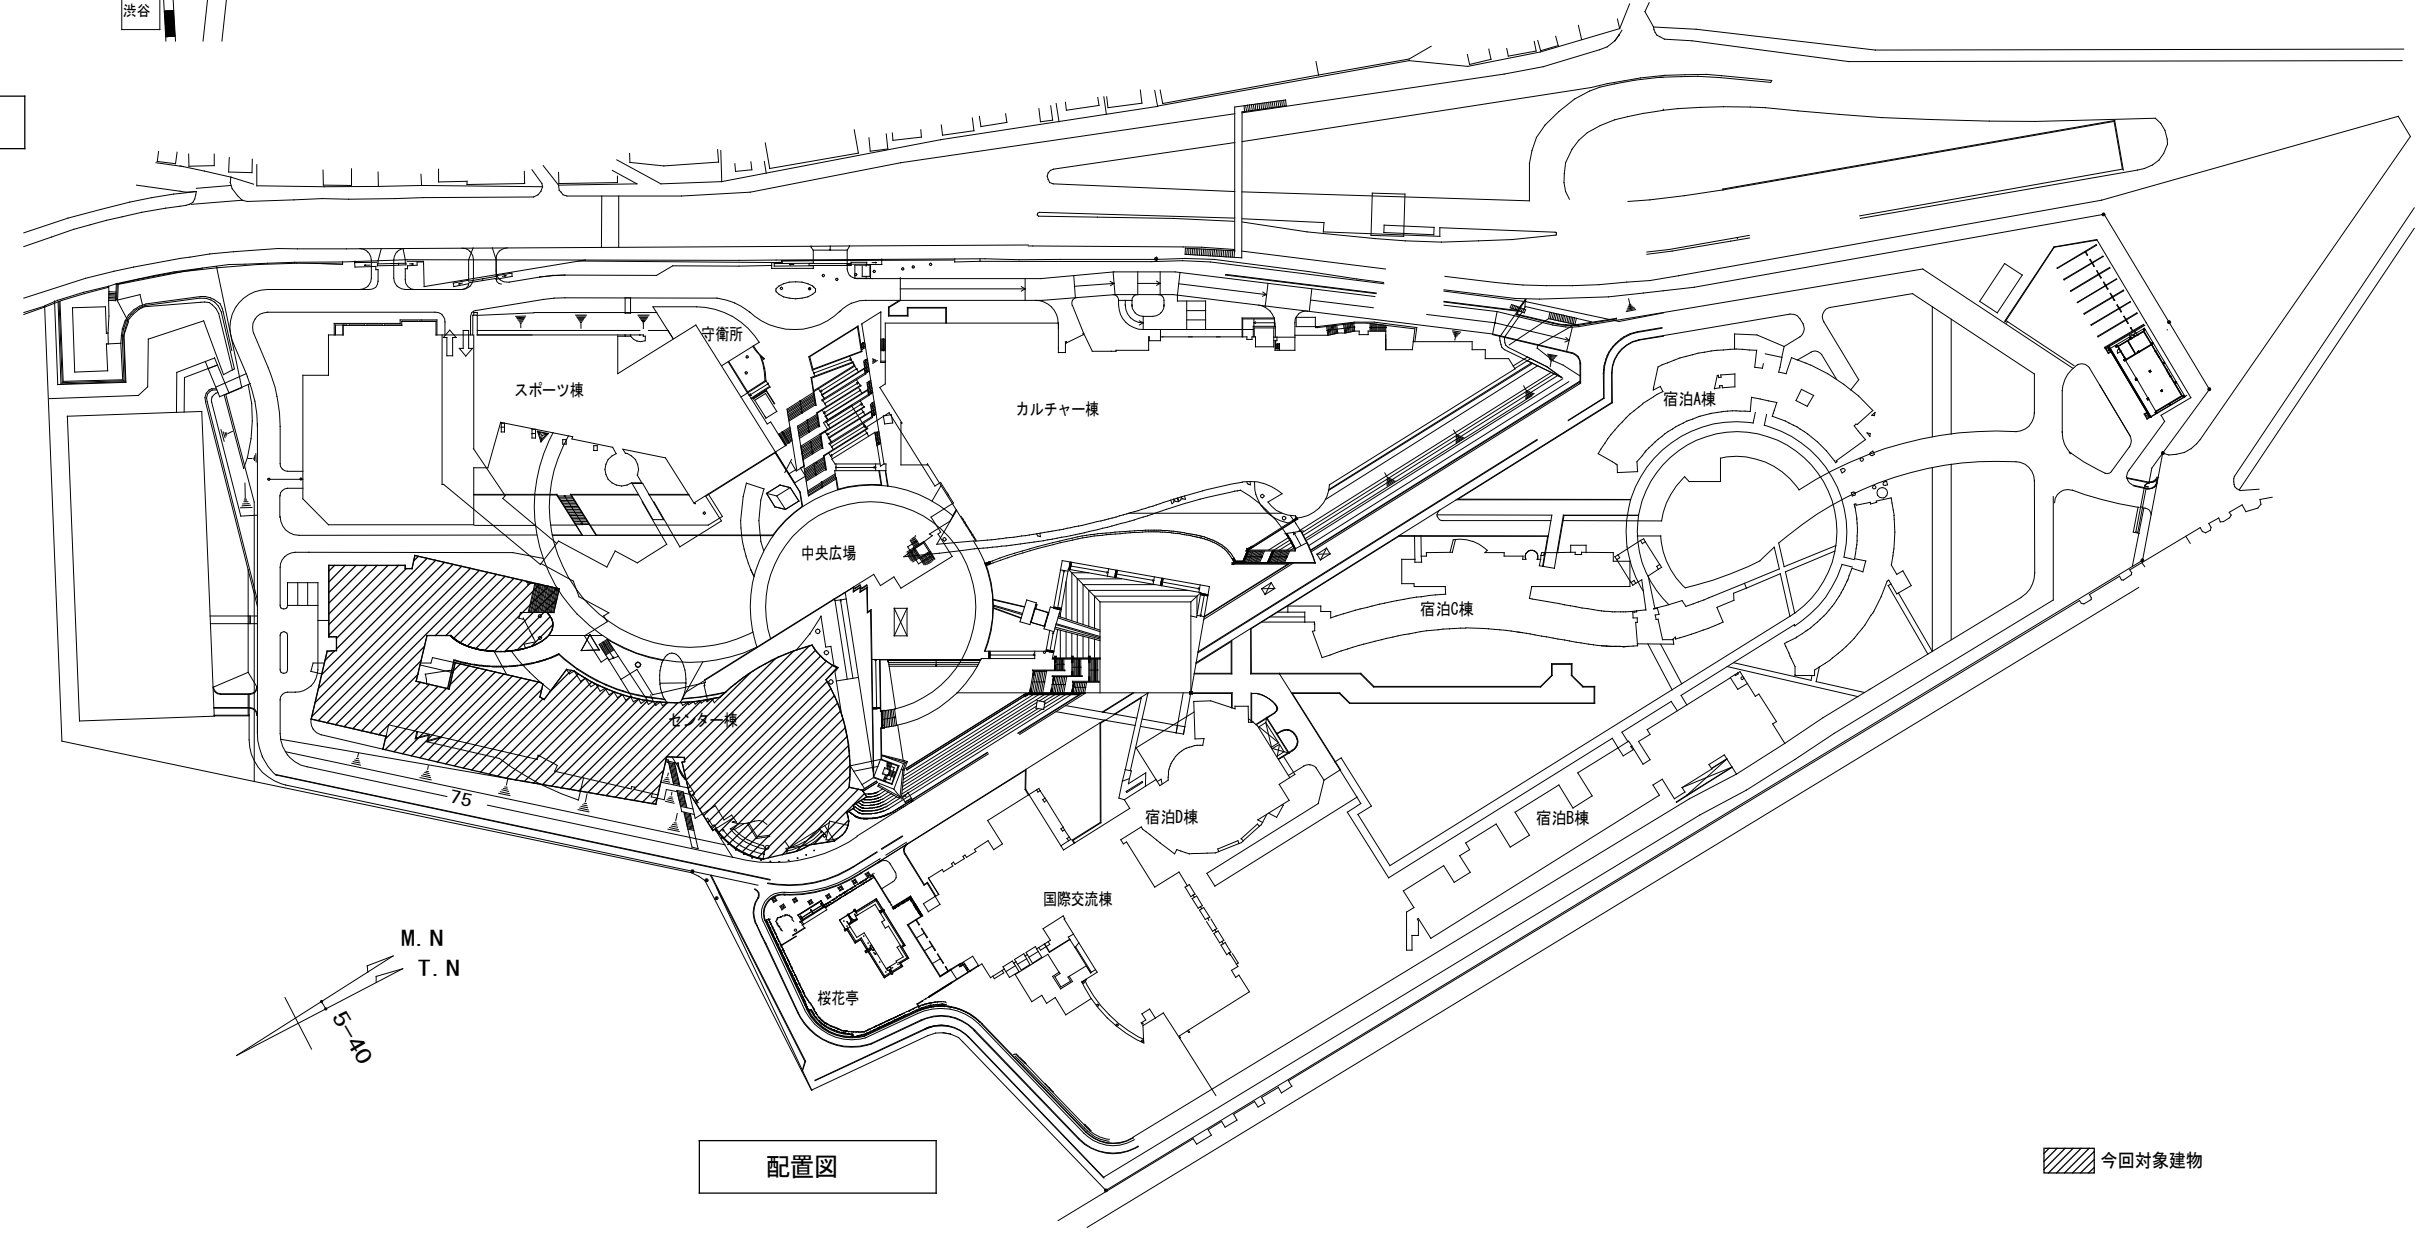 渋谷
守衛所
スポーツ棟
カルチャー棟
宿泊A棟
中央広場
宿泊C棟
センター棟
75
宿泊D棟
宿泊B棟
国際交流棟
M.N
T.N
5-40
桜花亭
配置図
今回対象建物